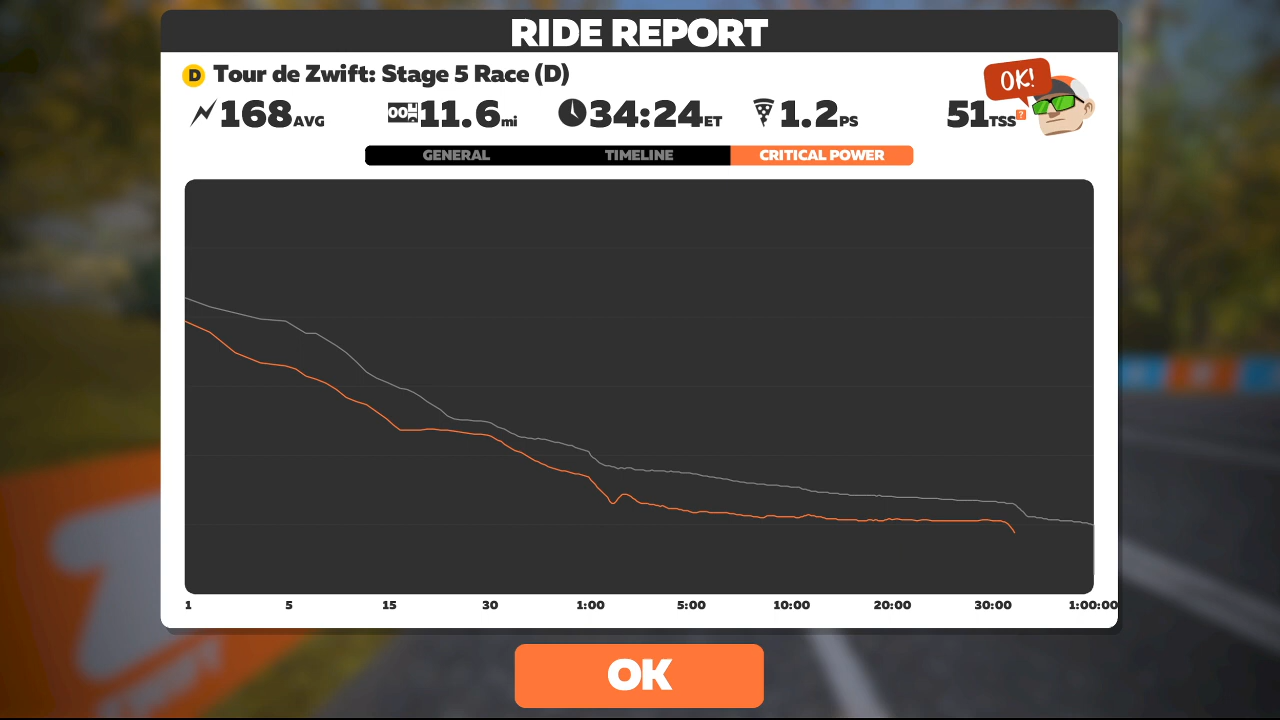 RIDE REPORT
D Tour de Zwift: Stage 5 Race (D)
OK!
168AVG 11.6mi 34:24ET 1.2PS 51TSS ?
GENERAL TIMELINE CRITICAL POWER
1 5 15 30 1:00 5:00 10:00 20:00 30:00 1:00:00
OK